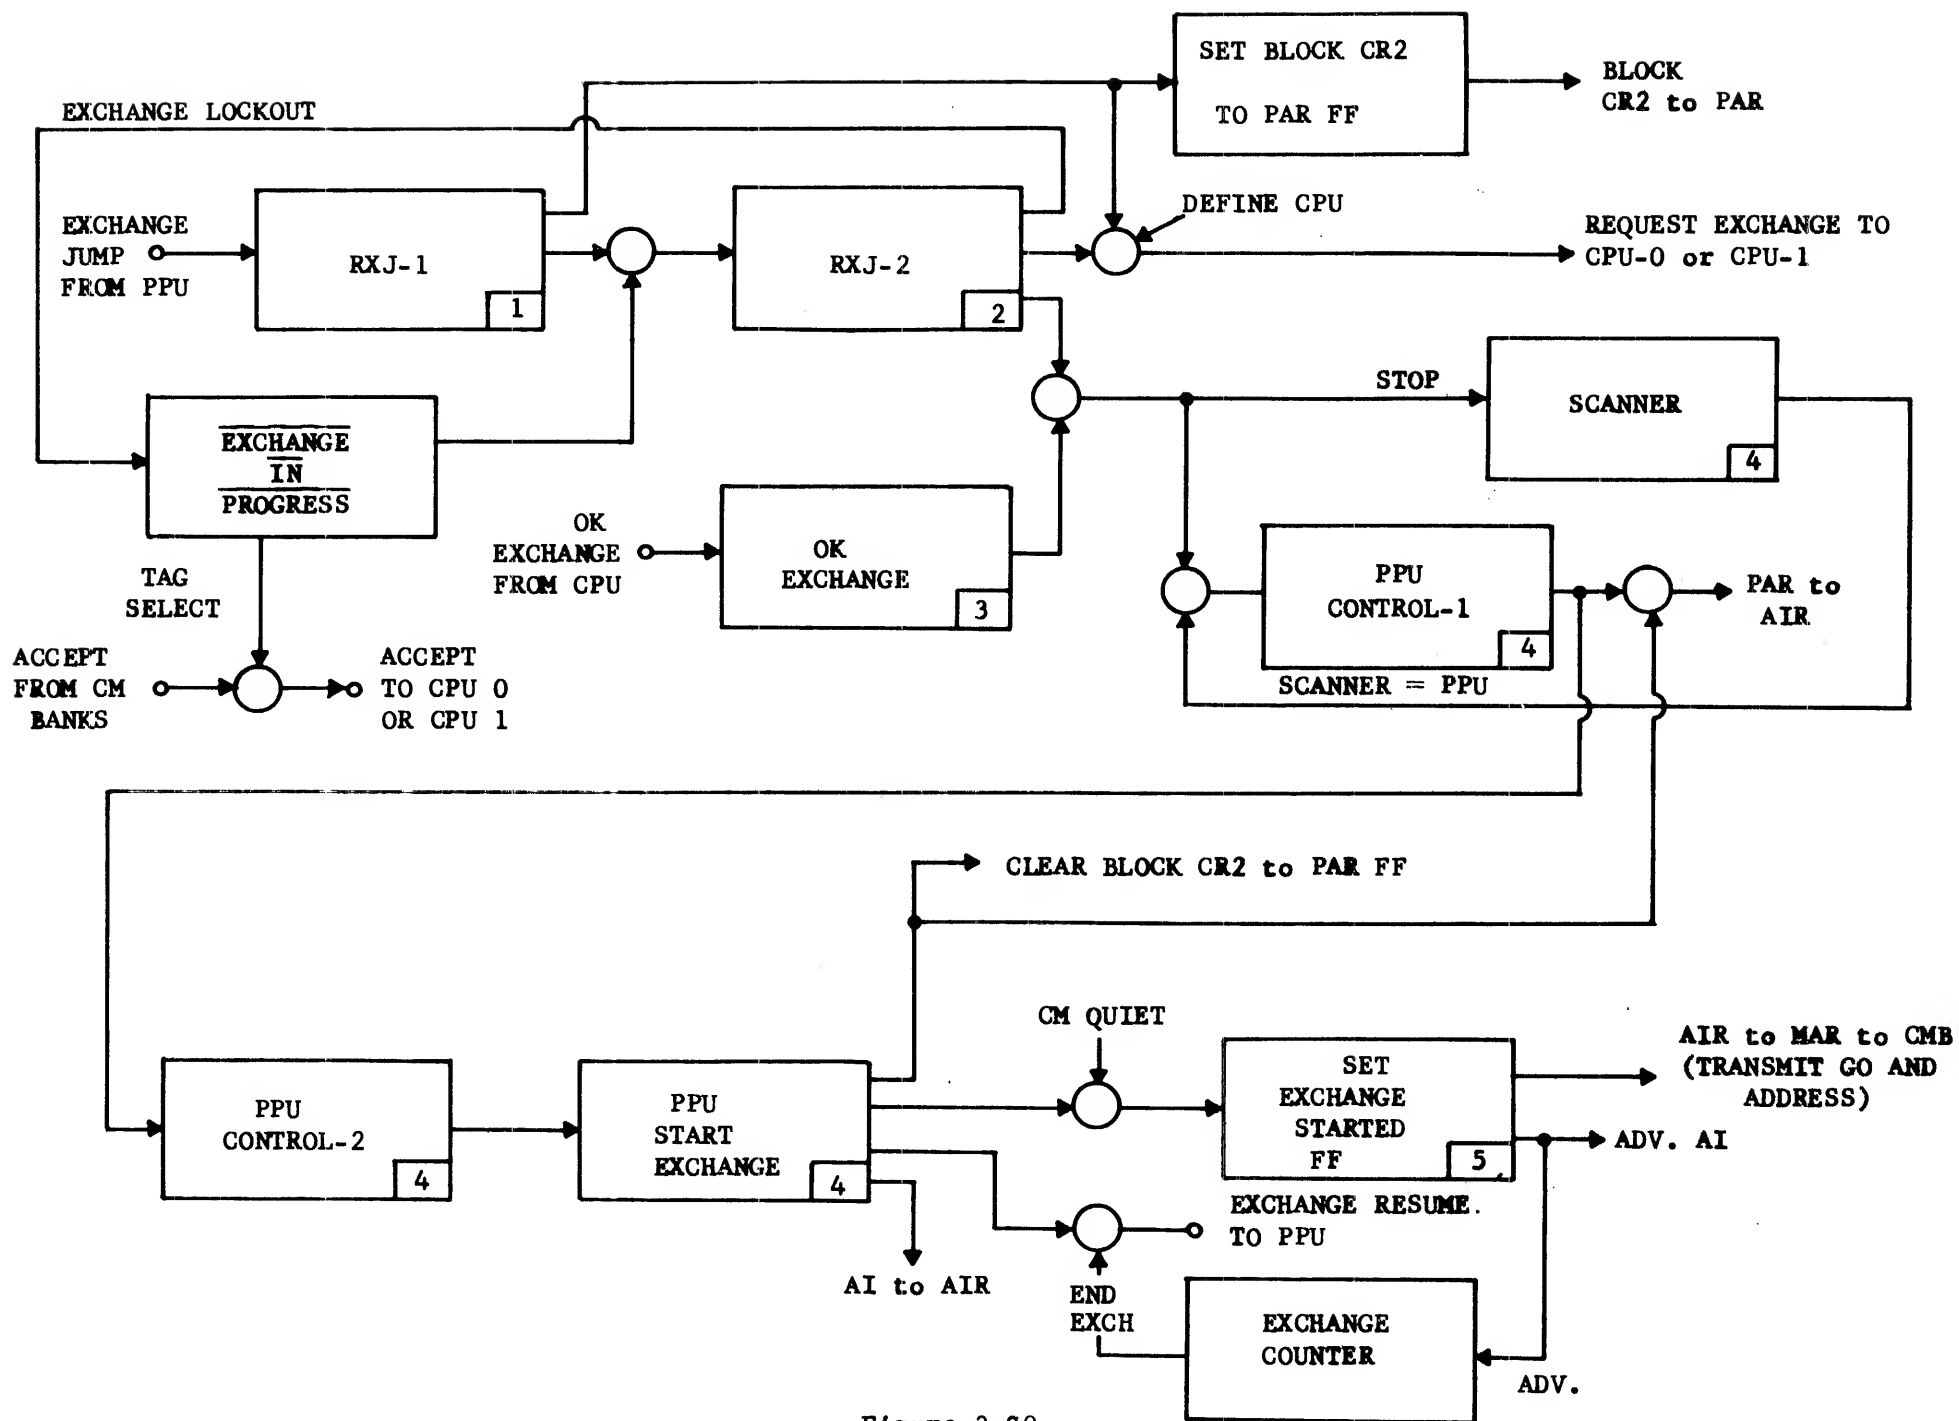 SET BLOCK CR2
TO PAR FF
BLOCK
CR2 to PAR
EXCHANGE LOCKOUT
EXCHANGE
JUMP
FROM PPU
RXJ-1
1
RXJ-2
2
DEFINE CPU
REQUEST EXCHANGE TO
CPU-0 or CPU-1
EXCHANGE
IN
PROGRESS
STOP
SCANNER
4
OK
EXCHANGE
FROM CPU
OK
EXCHANGE
3
PPU
CONTROL-1
4
PAR to
AIR
SCANNER = PPU
TAG
SELECT
ACCEPT
FROM CM
BANKS
ACCEPT
TO CPU 0
OR CPU 1
CLEAR BLOCK CR2 to PAR FF
PPU
CONTROL-2
4
PPU
START
EXCHANGE
4
CM QUIET
SET
EXCHANGE
STARTED
FF
5
AIR to MAR to CMB
(TRANSMIT GO AND
ADDRESS)
ADV. AI
EXCHANGE RESUME.
TO PPU
AI to AIR
END
EXCH
EXCHANGE
COUNTER
ADV.